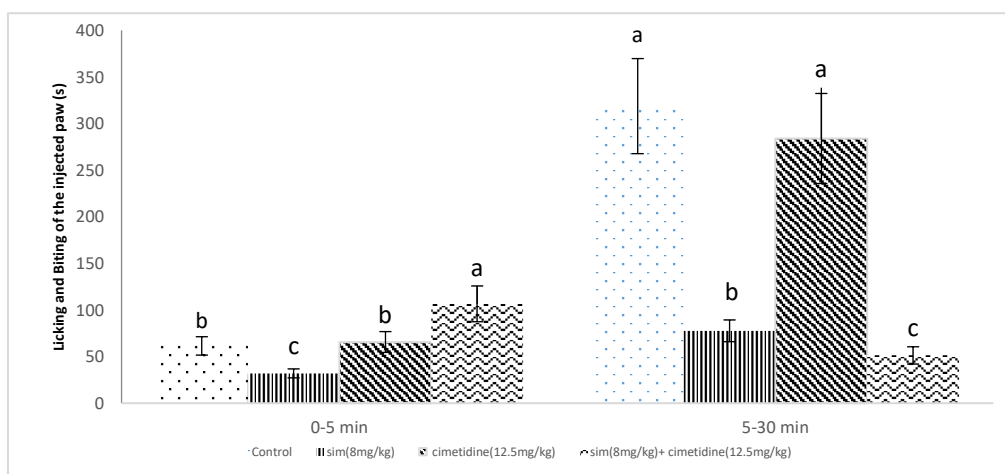 Licking and Biting of the injected paw (s)
400
350
300
250
200
150
100
50
0
b
c
b
a
a
b
a
c
0-5 min
5-30 min
Control
sim(8mg/kg)
cimetidine(12.5mg/kg)
sim(8mg/kg)+ cimetidine(12.5mg/kg)